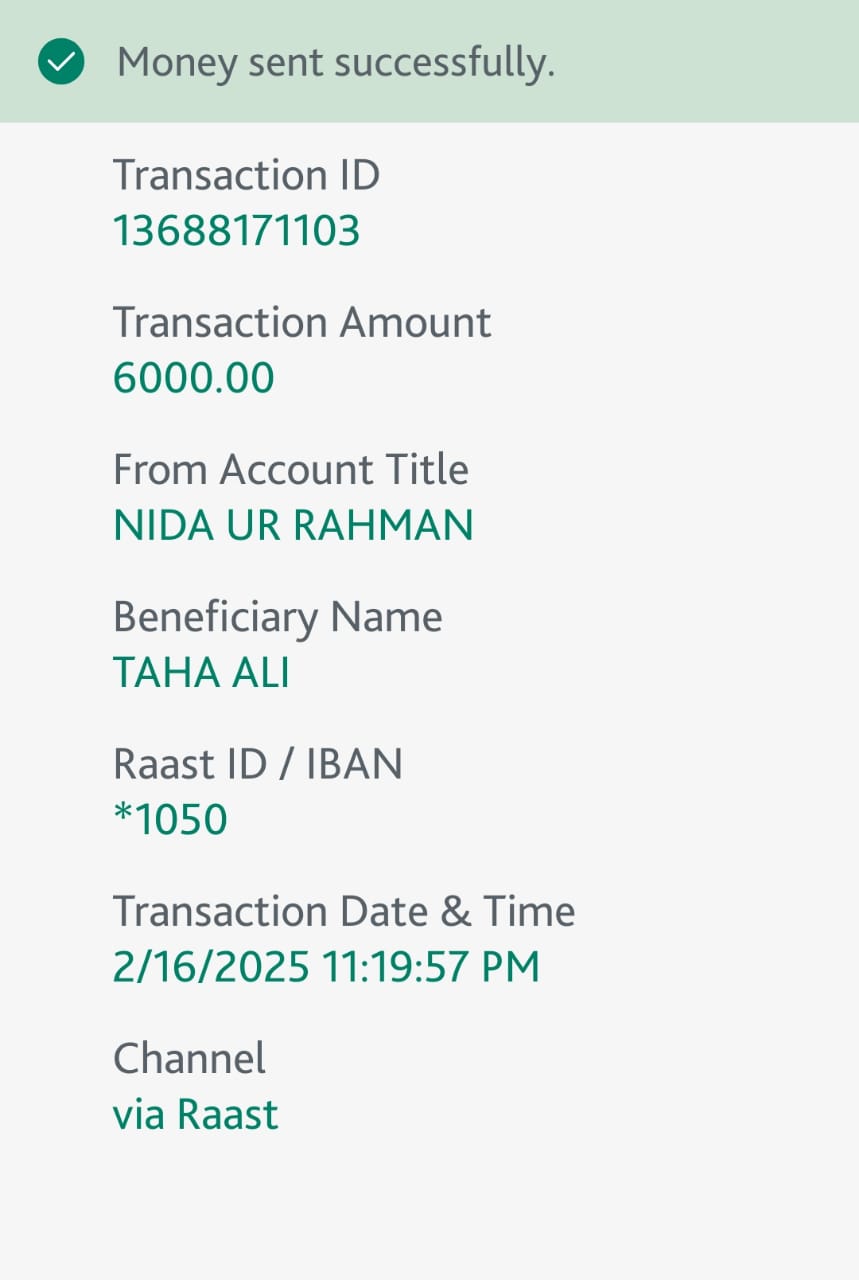 Money sent successfully.
Transaction ID
13688171103
Transaction Amount
6000.00
From Account Title
NIDA UR RAHMAN
Beneficiary Name
TAHA ALI
Raast ID / IBAN
*1050
Transaction Date & Time
2/16/2025 11:19:57 PM
Channel
via Raast